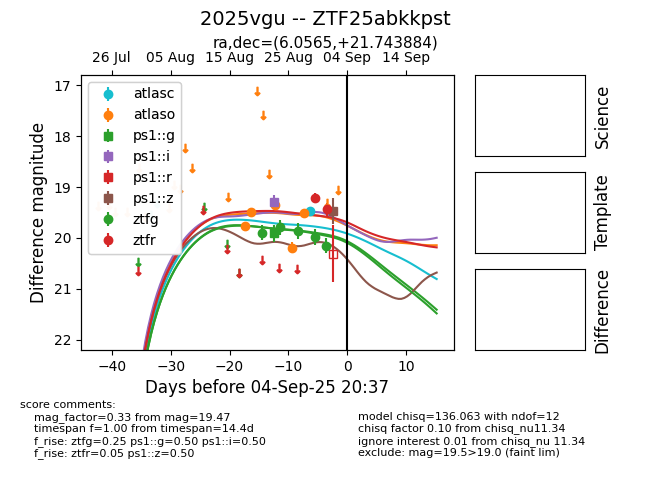 2025vgu -- ZTF25abkkpst
ra,dec=(6.0565,+21.743884)
26 Jul 05 Aug 15 Aug 25 Aug 04 Sep 14 Sep
17
18
19
20
21
22
Difference magnitude
atlasc
atlaso
ps1::g
ps1::i
ps1::r
ps1::z
ztfg
ztfr
−40 −30 −20 −10 0 10
Days before 04-Sep-25 20:37
Science
Template
Difference
score comments:
mag_factor=0.33 from mag=19.47
timespan f=1.00 from timespan=14.4d
f_rise: ztfg=0.25 ps1::g=0.50 ps1::i=0.50
f_rise: ztfr=0.05 ps1::z=0.50
model chisq=136.063 with ndof=12
chisq factor 0.10 from chisq_nu11.34
ignore interest 0.01 from chisq_nu 11.34
exclude: mag=19.5>19.0 (faint lim)